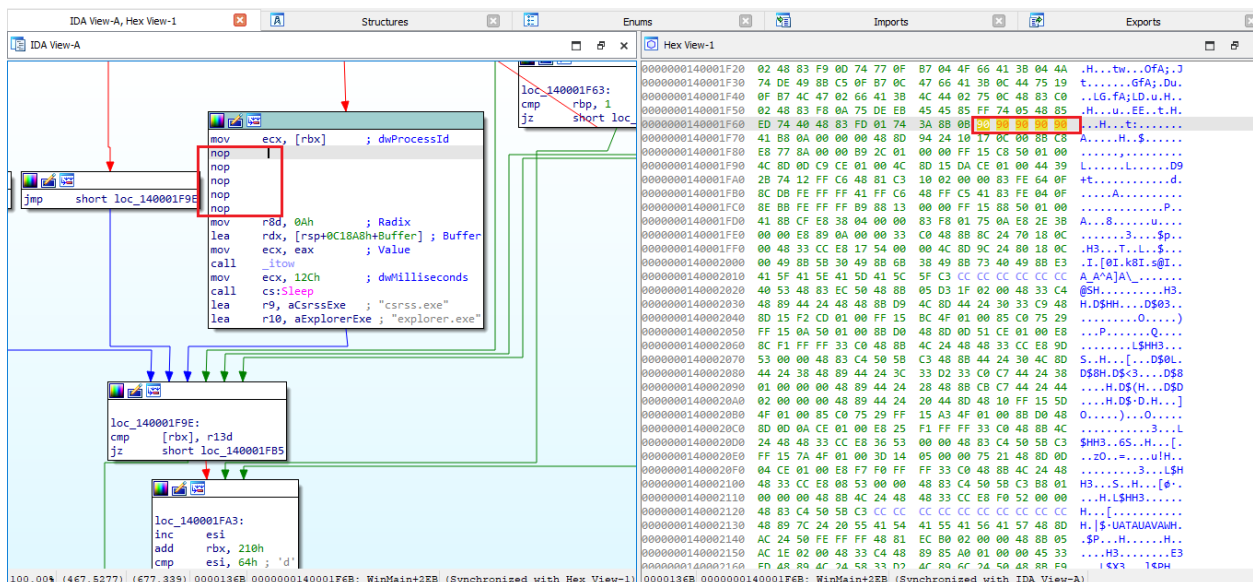 IDA View-A, Hex View-1
Structures
Enums
Imports
Exports
IDA View-A
loc_140001F63:
cmp rbp, 1
jz short loc_
mov ecx, [rbx] ; dwProcessId
nop
nop
nop
nop
nop
mov r8d, 0Ah ; Radix
lea rdx, [rsp+0C18A8h+Buffer] ; Buffer
mov ecx, eax ; Value
call _itow
mov ecx, 12Ch ; dwMilliseconds
call cs:Sleep
lea r9, aCsrssExe ; "csrss.exe"
lea r10, aExplorerExe ; "explorer.exe"
jmp short loc_140001F9E
loc_140001F9E:
cmp [rbx], r13d
jz short loc_140001FB5
loc_140001FA3:
inc esi
add rbx, 210h
cmp esi, 64h ; 'd'
100.00% (467,5277) (677,339) 0000136B 0000000140001F6B: WinMain+2EB (Synchronized with Hex View-1)
Hex View-1
0000000140001F20 02 48 83 F9 0D 74 77 0F B7 04 4F 66 41 3B 04 4A .H...tw...OfA;.J
0000000140001F30 74 DE 49 8B C5 0F B7 0C 47 66 41 3B 0C 44 75 19 t.......GfA;.Du.
0000000140001F40 0F B7 4C 47 02 66 41 3B 4C 44 02 75 0C 48 83 C0 ..LG.fA;LD.u.H..
0000000140001F50 02 48 83 F8 0A 75 DE EB 45 45 85 FF 74 05 48 85 .H...u..EE..t.H.
0000000140001F60 ED 74 40 48 83 FD 01 74 3A 8B 0B 90 90 90 90 90
0000000140001F70 41 B8 0A 00 00 00 48 8D 94 24 10 17 0C 00 8B C8 A.....H..$......
0000000140001F80 E8 77 8A 00 00 B9 2C 01 00 00 FF 15 C8 50 01 00
0000000140001F90 4C 8D 0D C9 CE 01 00 4C 8D 15 DA CE 01 00 44 39 L......L......D9
0000000140001FA0 2B 74 12 FF C6 48 81 C3 10 02 00 00 83 FE 64 0F
0000000140001FB0 8C DB FE FF FF 41 FF C6 48 FF C5 41 83 FE 04 0F
0000000140001FC0 8E BB FE FF FF B9 88 13 00 00 FF 15 88 50 01 00
0000000140001FD0 41 8B CF E8 38 04 00 00 83 F8 01 75 0A E8 2E 3B
0000000140001FE0 00 00 E8 89 0A 00 00 33 C0 48 8B 8C 24 70 18 0C
0000000140001FF0 00 48 33 CC E8 17 54 00 00 4C 8D 9C 24 80 18 0C
0000000140002000 00 49 8B 5B 30 49 8B 6B 38 49 8B 73 40 49 8B E3 .I.[0I.k8I.s@I..
0000000140002010 41 5F 41 5E 41 5D 41 5C 5F C3 CC CC CC CC CC CC A_A^A]A\_.......
0000000140002020 40 53 48 83 EC 50 48 8B 05 D3 1F 02 00 48 33 C4 @SH..........H3.
0000000140002030 48 89 44 24 48 48 8B D9 4C 8D 44 24 30 33 C9 48
0000000140002040 8D 15 F2 CD 01 00 FF 15 BC 4F 01 00 85 C0 75 29
0000000140002050 FF 15 0A 50 01 00 8B D0 48 8D 0D 51 CE 01 00 E8
0000000140002060 8C F1 FF FF 33 C0 48 8B 4C 24 48 48 33 CC E8 9D
0000000140002070 53 00 00 48 83 C4 50 5B C3 48 8B 44 24 30 4C 8D
0000000140002080 44 24 38 48 89 44 24 3C 33 D2 33 C0 C7 44 24 38
0000000140002090 01 00 00 00 48 89 44 24 28 48 8B CB C7 44 24 44
00000001400020A0 02 00 00 00 48 89 44 24 20 44 8D 48 10 FF 15 5D
00000001400020B0 4F 01 00 85 C0 75 29 FF 15 A3 4F 01 00 8B D0 48
00000001400020C0 8D 0D 0A CE 01 00 E8 25 F1 FF FF 33 C0 48 8B 4C
00000001400020D0 24 48 48 33 CC E8 36 53 00 00 48 83 C4 50 5B C3
00000001400020E0 FF 15 7A 4F 01 00 3D 14 05 00 00 75 21 48 8D 0D
00000001400020F0 04 CE 01 00 E8 F7 F0 FF FF 33 C0 48 8B 4C 24 48
0000000140002100 48 33 CC E8 08 53 00 00 48 83 C4 50 5B C3 B8 01
0000000140002110 00 00 00 48 8B 4C 24 48 48 33 CC E8 F0 52 00 00
0000000140002120 48 83 C4 50 5B C3 CC CC CC CC CC CC CC CC CC CC
0000000140002130 48 89 7C 24 20 55 41 54 41 55 41 56 41 57 48 8D
0000000140002140 AC 24 50 FE FF FF 48 81 EC B0 02 00 00 48 8B 05
0000000140002150 AC 1E 02 00 48 33 C4 48 89 85 A0 01 00 00 45 33
0000136B 0000000140001F6B: WinMain+2EB (Synchronized with IDA View-A)